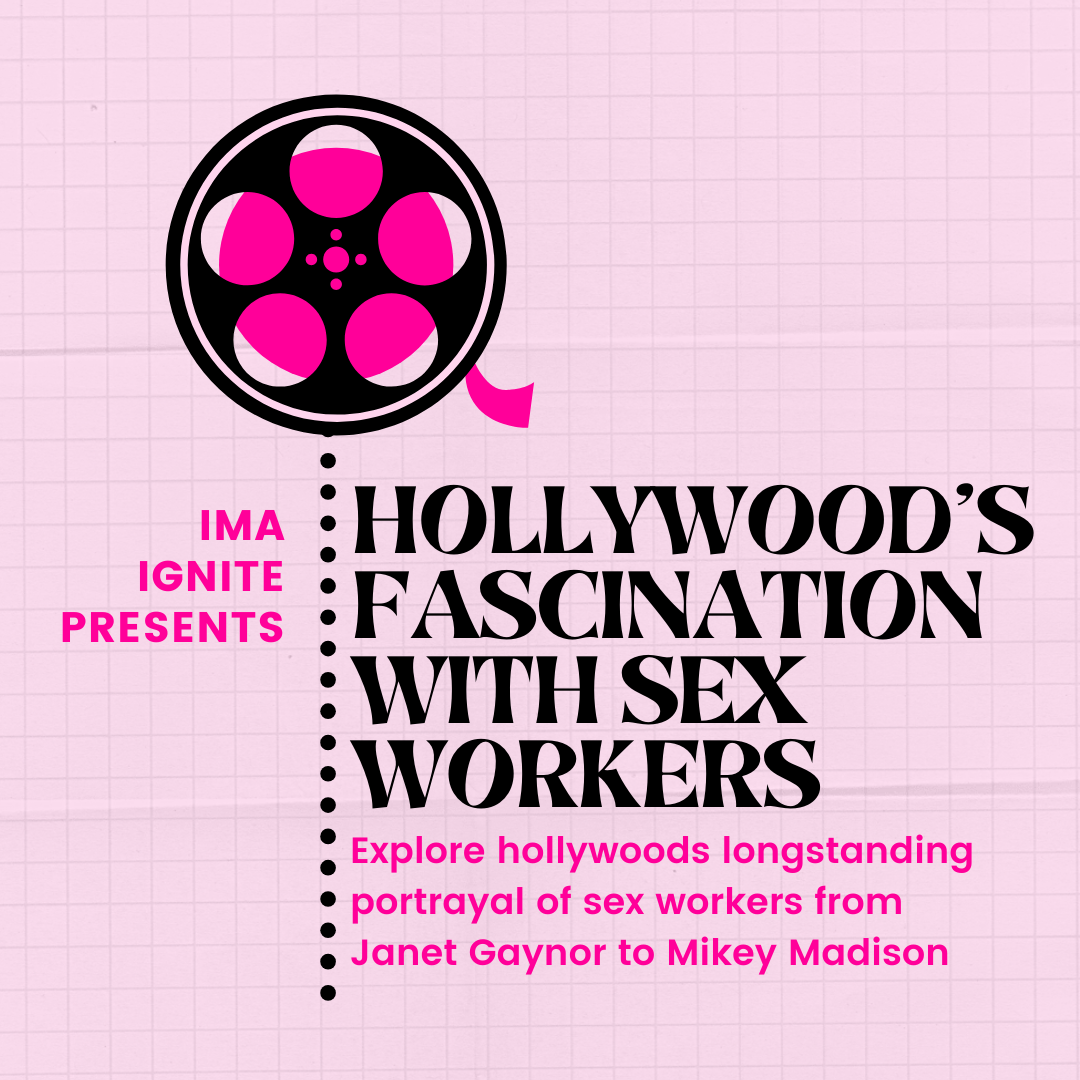 IMA
IGNITE
PRESENTS
HOLLYWOOD'S
FASCINATION
WITH SEX
WORKERS
Explore hollywoods longstanding
portrayal of sex workers from
Janet Gaynor to Mikey Madison